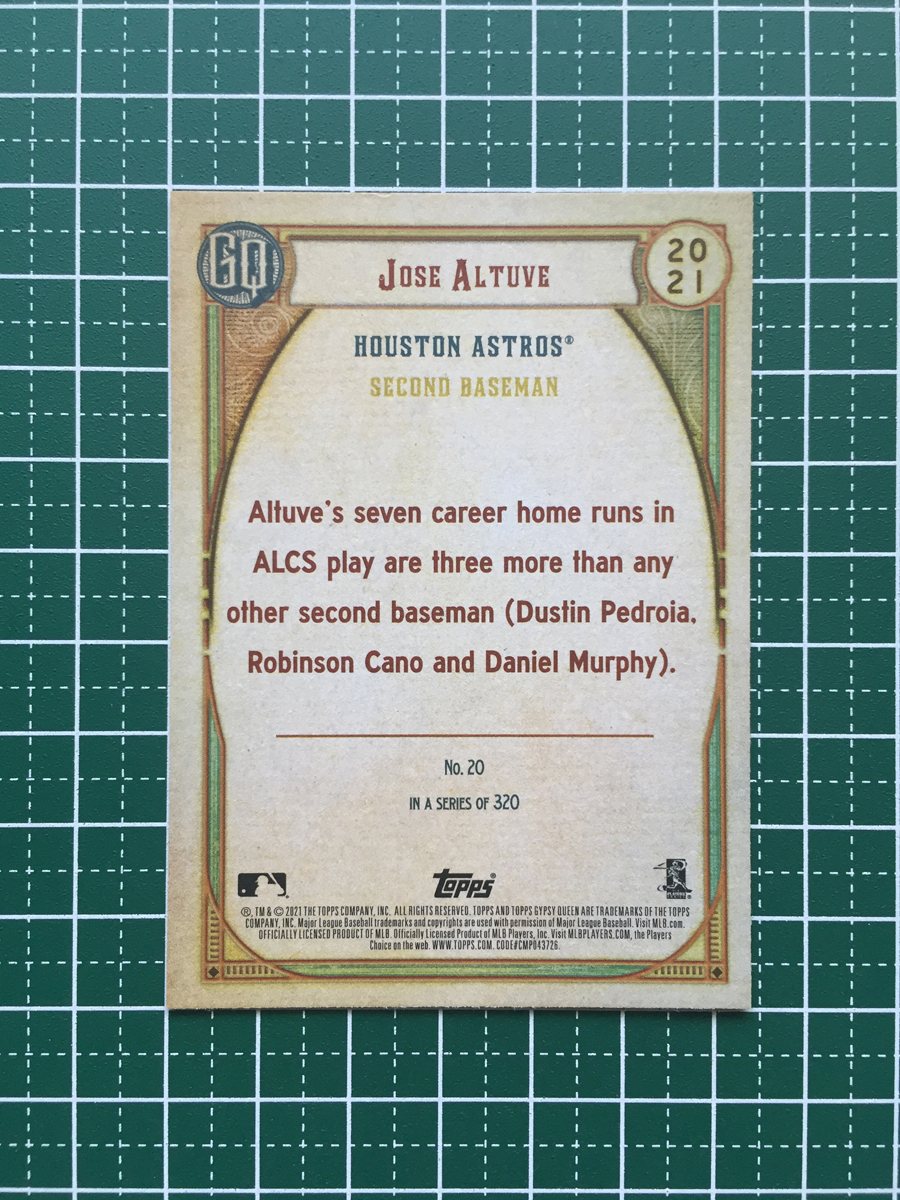 GQ
JOSE ALTUVE
20
21
HOUSTON ASTROS®
SECOND BASEMAN
Altuve's seven career home runs in
ALCS play are three more than any
other second baseman (Dustin Pedroia,
Robinson Cano and Daniel Murphy).
No. 20
IN A SERIES OF 320
Topps®
®, TM & © 2021 THE TOPPS COMPANY, INC. ALL RIGHTS RESERVED. TOPPS AND TOPPS GYPSY QUEEN ARE TRADEMARKS OF THE TOPPS
COMPANY, INC. Major League Baseball trademarks and copyrights are used with permission of Major League Baseball. Visit MLB.com.
OFFICIALLY LICENSED PRODUCT OF MLB. Officially Licensed Product of MLB Players, Inc. Visit MLBPLAYERS.COM, the Players
Choice on the web. WWW.TOPPS.COM. CODE#CMP043726.